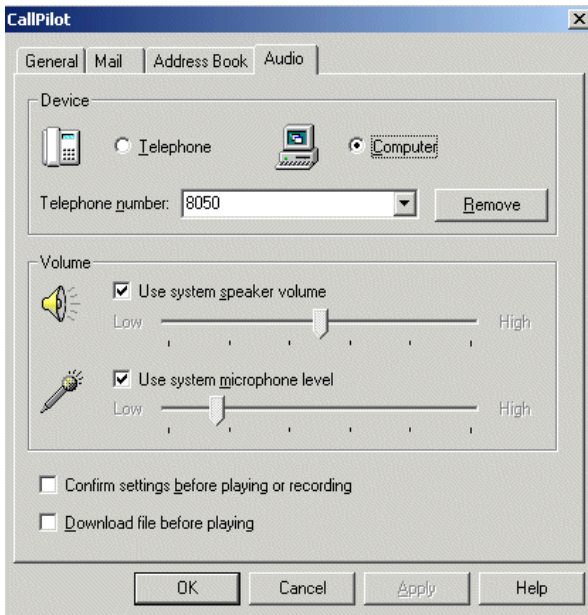 CallPilot
General Mail Address Book Audio
Device
Telephone Computer
Telephone number: 8050 Remove
Volume
Use system speaker volume
Low High
Use system microphone level
Low High
Confirm settings before playing or recording
Download file before playing
OK Cancel Apply Help